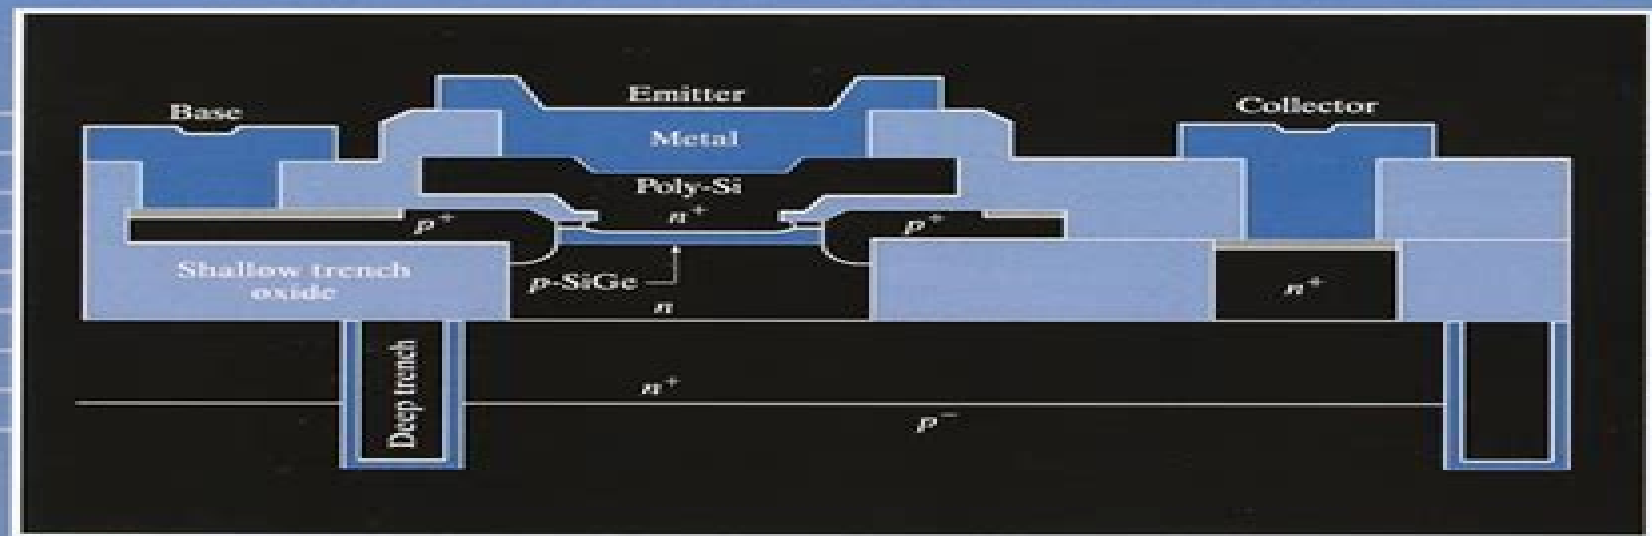 Base
Emitter
Collector
Metal
Poly-Si
p⁺
n⁺
p⁺
Shallow trench
oxide
p-SiGe
n
n⁺
Deep trench
n⁺
p⁻